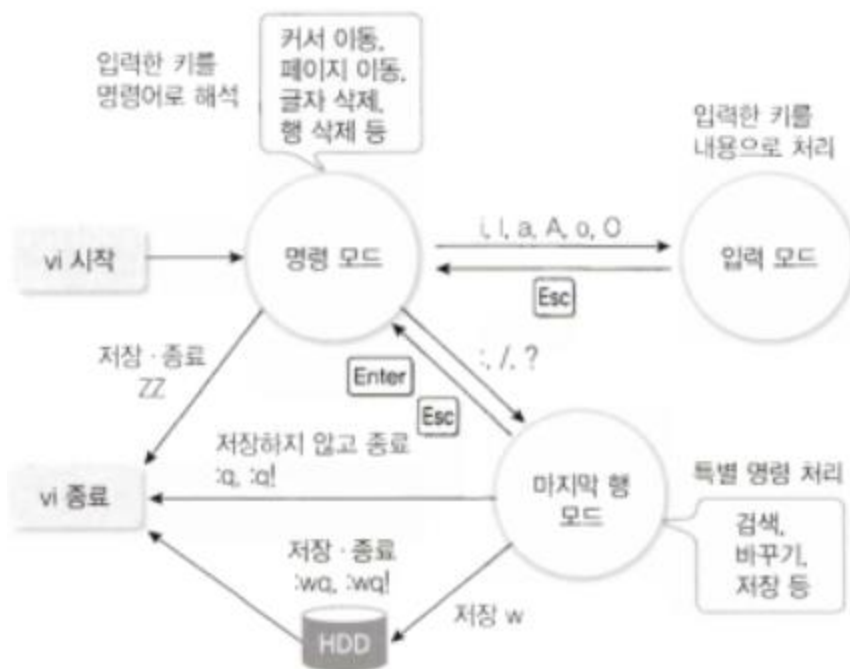 커서 이동,
페이지 이동,
글자 삭제,
행 삭제 등
입력한 키를
명령어로 해석
입력한 키를
내용으로 처리
vi 시작
명령 모드
i, I, a, A, o, O
입력 모드
Esc
저장 · 종료
ZZ
:, /, ?
Enter
Esc
저장하지 않고 종료
:q, :q!
vi 종료
마지막 행
모드
특별 명령 처리
검색,
바꾸기,
저장 등
저장 · 종료
:wq, :wq!
저장 w
HDD